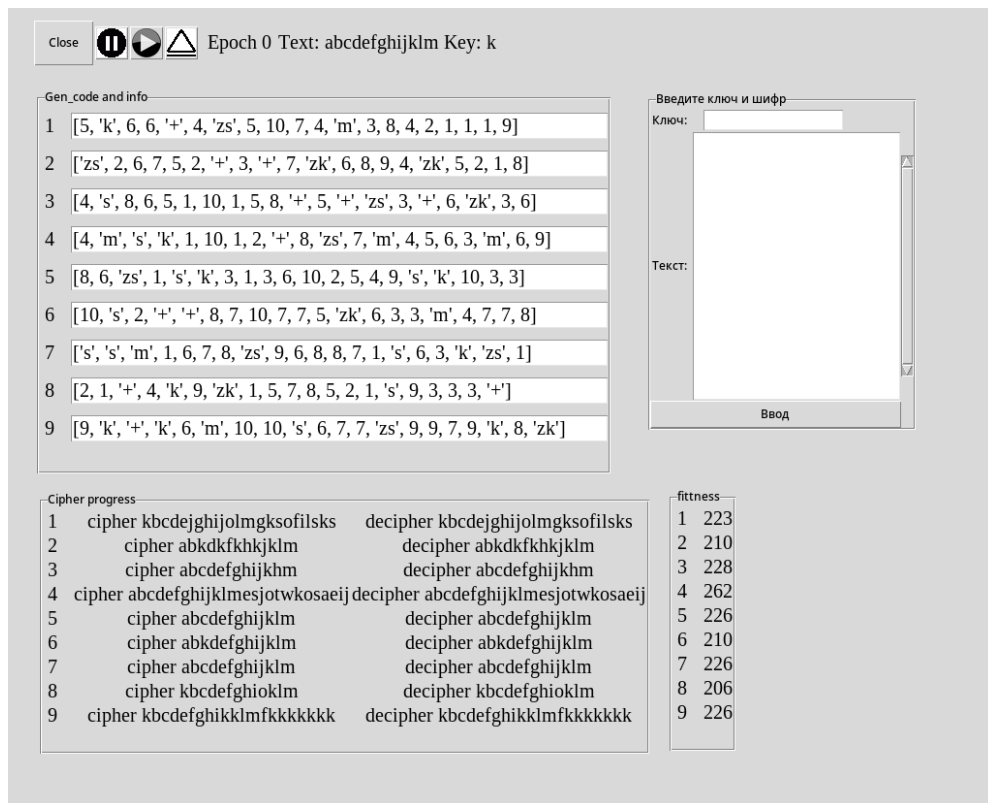 Close Epoch 0 Text: abcdefghijklm Key: k
Gen_code and info
1 [5, 'k', 6, 6, '+', 4, 'zs', 5, 10, 7, 4, 'm', 3, 8, 4, 2, 1, 1, 1, 9]
2 ['zs', 2, 6, 7, 5, 2, '+', 3, '+', 7, 'zk', 6, 8, 9, 4, 'zk', 5, 2, 1, 8]
3 [4, 's', 8, 6, 5, 1, 10, 1, 5, 8, '+', 5, '+', 'zs', 3, '+', 6, 'zk', 3, 6]
4 [4, 'm', 's', 'k', 1, 10, 1, 2, '+', 8, 'zs', 7, 'm', 4, 5, 6, 3, 'm', 6, 9]
5 [8, 6, 'zs', 1, 's', 'k', 3, 1, 3, 6, 10, 2, 5, 4, 9, 's', 'k', 10, 3, 3]
6 [10, 's', 2, '+', '+', 8, 7, 10, 7, 7, 5, 'zk', 6, 3, 3, 'm', 4, 7, 7, 8]
7 ['s', 's', 'm', 1, 6, 7, 8, 'zs', 9, 6, 8, 8, 7, 1, 's', 6, 3, 'k', 'zs', 1]
8 [2, 1, '+', 4, 'k', 9, 'zk', 1, 5, 7, 8, 5, 2, 1, 's', 9, 3, 3, 3, '+']
9 [9, 'k', '+', 'k', 6, 'm', 10, 10, 's', 6, 7, 7, 'zs', 9, 9, 7, 9, 'k', 8, 'zk']
Введите ключ и шифр
Ключ:
Текст:
Ввод
Cipher progress
1 cipher kbcdejghijolmgksofilsks decipher kbcdejghijolmgksofilsks
2 cipher abkdkfkhkjklm decipher abkdkfkhkjklm
3 cipher abcdefghijkhm decipher abcdefghijkhm
4 cipher abcdefghijklmesjotwkosaeij decipher abcdefghijklmesjotwkosaeij
5 cipher abcdefghijklm decipher abcdefghijklm
6 cipher abkdefghijklm decipher abkdefghijklm
7 cipher abcdefghijklm decipher abcdefghijklm
8 cipher kbcdefghioklm decipher kbcdefghioklm
9 cipher kbcdefghikklmfkkkkkkk decipher kbcdefghikklmfkkkkkkk
fittness
1 223
2 210
3 228
4 262
5 226
6 210
7 226
8 206
9 226